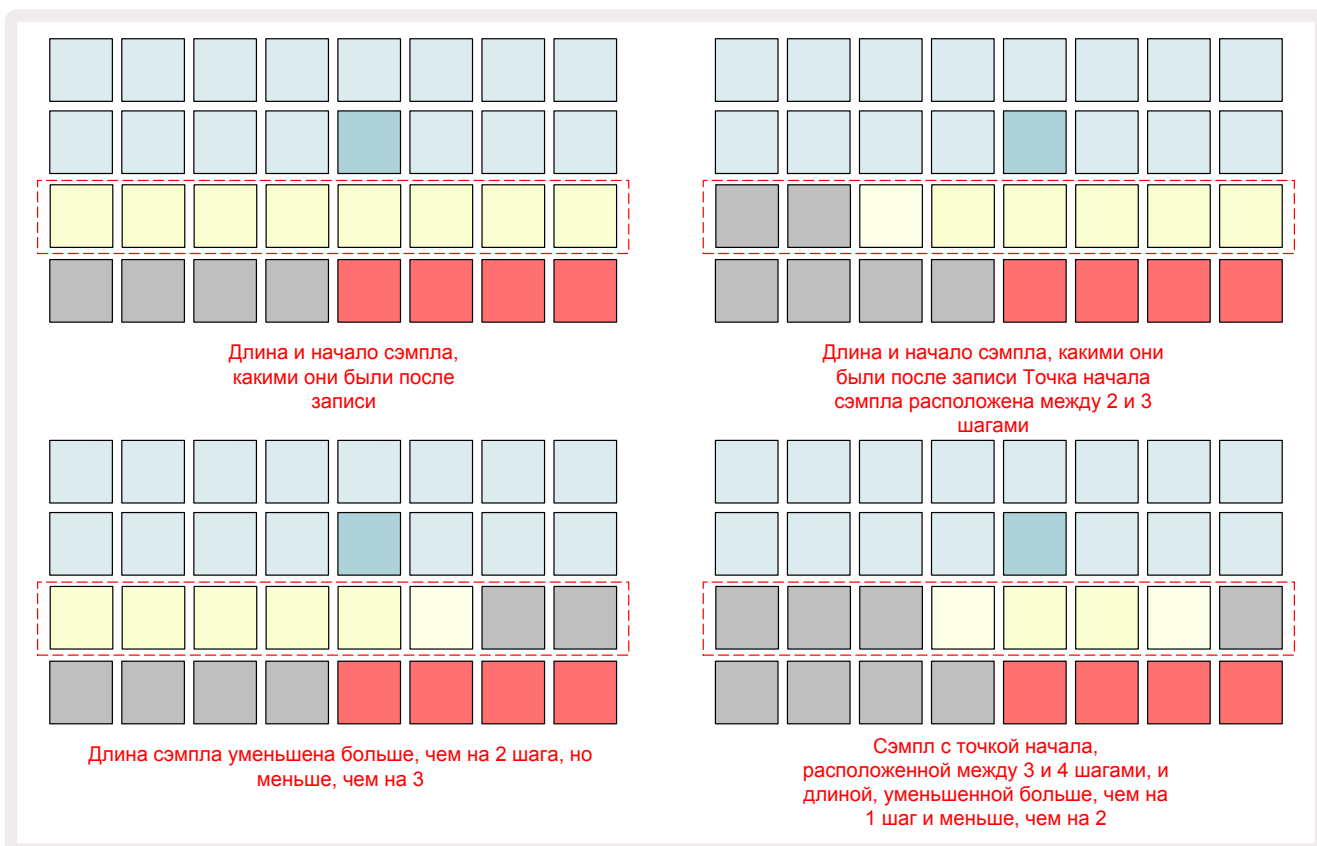 Длина и начало сэмпла,
какими они были после
записи
Длина и начало сэмпла, какими они
были после записи Точка начала
сэмпла расположена между 2 и 3
шагами
Длина сэмпла уменьшена больше, чем на 2 шага, но
меньше, чем на 3
Сэмпл с точкой начала,
расположенной между 3 и 4 шагами, и
длиной, уменьшенной больше, чем на
1 шаг и меньше, чем на 2